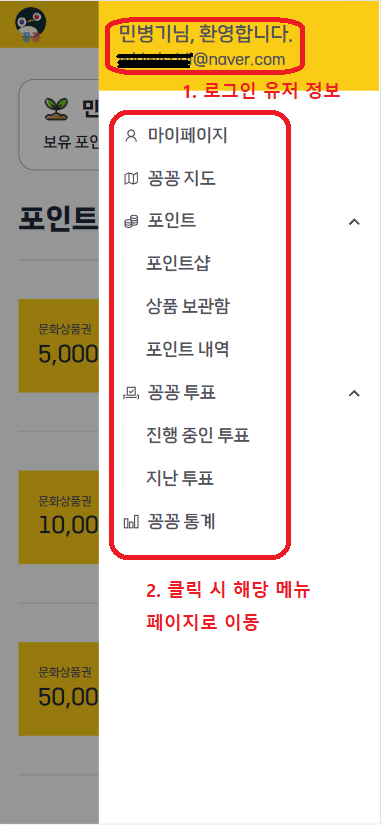 민병기님, 환영합니다.
@naver.com
1. 로그인 유저 정보
민
보유 포인
마이페이지
꽁꽁 지도
포인트
포인트
포인트샵
상품 보관함
문화상품권
5,000
포인트 내역
꽁꽁 투표
진행 중인 투표
지난 투표
문화상품권
10,00
꽁꽁 통계
2. 클릭 시 해당 메뉴
페이지로 이동
문화상품권
50,00